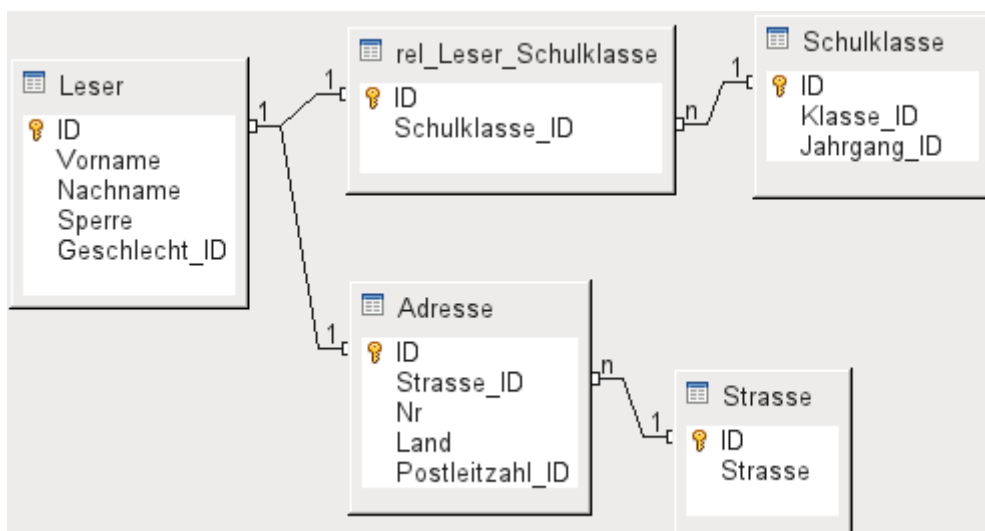 Leser
ID
Vorname
Nachname
Sperre
Geschlecht_ID
1
1
rel_Leser_Schulklasse
ID
Schulklasse_ID
n
1
Schulklasse
ID
Klasse_ID
Jahrgang_ID
1
Adresse
ID
Strasse_ID
Nr
Land
Postleitzahl_ID
n
1
Strasse
ID
Strasse